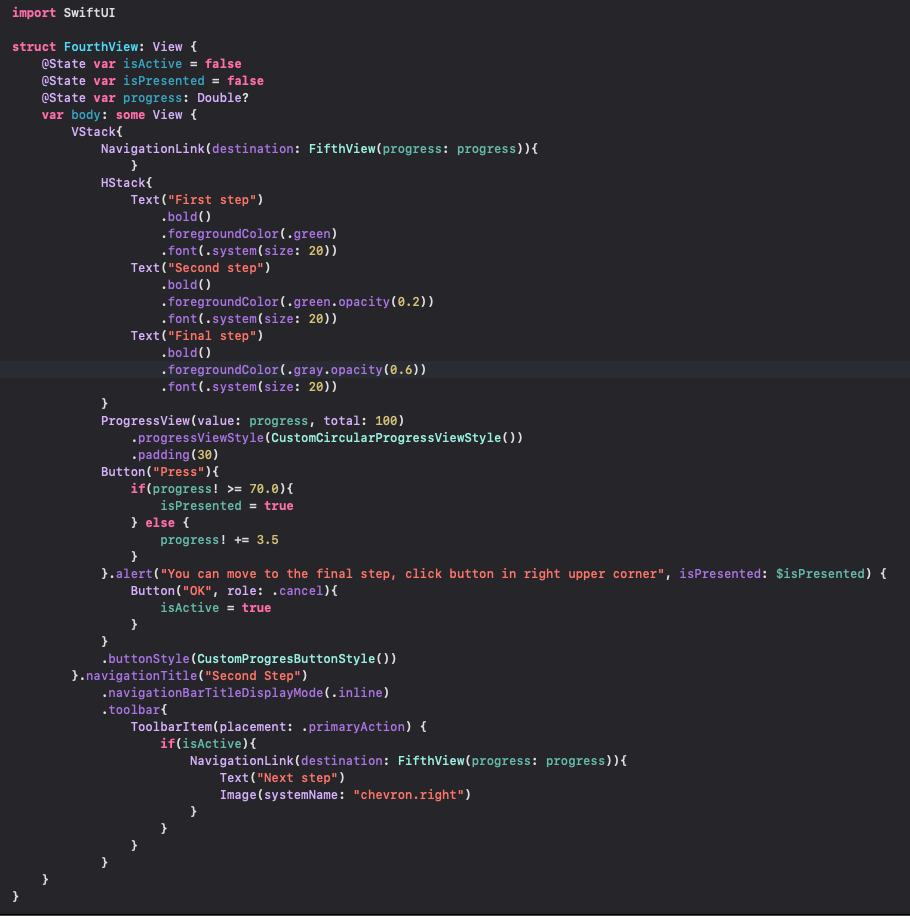 import SwiftUI

struct FourthView: View {
    @State var isActive = false
    @State var isPresented = false
    @State var progress: Double?
    var body: some View {
        VStack{
            NavigationLink(destination: FifthView(progress: progress)){
                }
            HStack{
                Text("First step")
                    .bold()
                    .foregroundColor(.green)
                    .font(.system(size: 20))
                Text("Second step")
                    .bold()
                    .foregroundColor(.green.opacity(0.2))
                    .font(.system(size: 20))
                Text("Final step")
                    .bold()
                    .foregroundColor(.gray.opacity(0.6))
                    .font(.system(size: 20))
            }
            ProgressView(value: progress, total: 100)
                .progressViewStyle(CustomCircularProgressViewStyle())
                .padding(30)
            Button("Press"){
                if(progress! >= 70.0){
                    isPresented = true
                } else {
                    progress! += 3.5
                }
            }.alert("You can move to the final step, click button in right upper corner", isPresented: $isPresented) {
                Button("OK", role: .cancel){
                    isActive = true
                }
            }
            .buttonStyle(CustomProgresButtonStyle())
        }.navigationTitle("Second Step")
            .navigationBarTitleDisplayMode(.inline)
            .toolbar{
                ToolbarItem(placement: .primaryAction) {
                    if(isActive){
                        NavigationLink(destination: FifthView(progress: progress)){
                            Text("Next step")
                            Image(systemName: "chevron.right")
                        }
                    }
                }
            }
    }
}